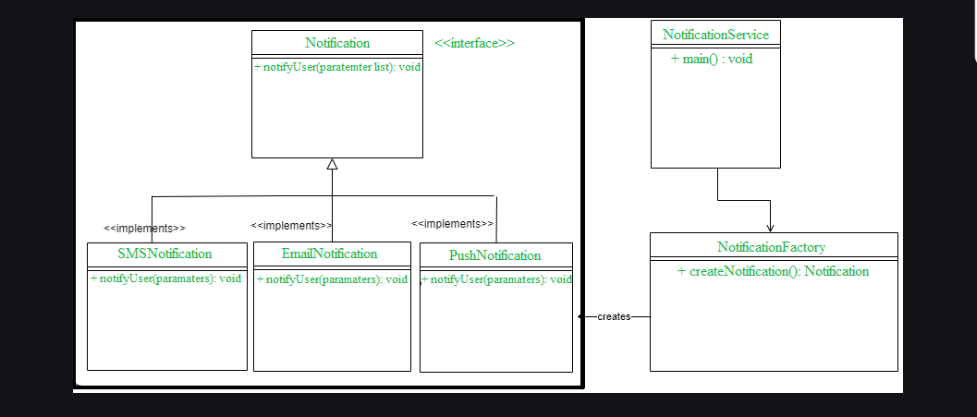 Notification
<<interface>>
+ notifyUser(paratemter list): void
NotificationService
+ main() : void
<<implements>>
<<implements>>
<<implements>>
SMSNotification
+ notifyUser(paramaters): void
EmailNotification
+ notifyUser(paramaters): void
PushNotification
+ notifyUser(paramaters): void
creates
NotificationFactory
+ createNotification(): Notification